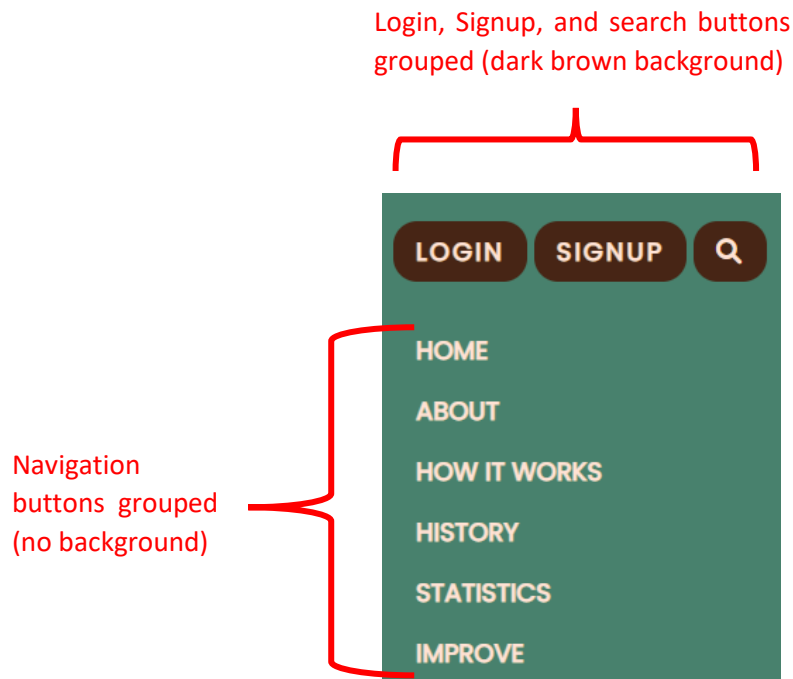 Login, Signup, and search buttons
grouped (dark brown background)
LOGIN SIGNUP
HOME
ABOUT
HOW IT WORKS
HISTORY
STATISTICS
IMPROVE
Navigation
buttons grouped
(no background)